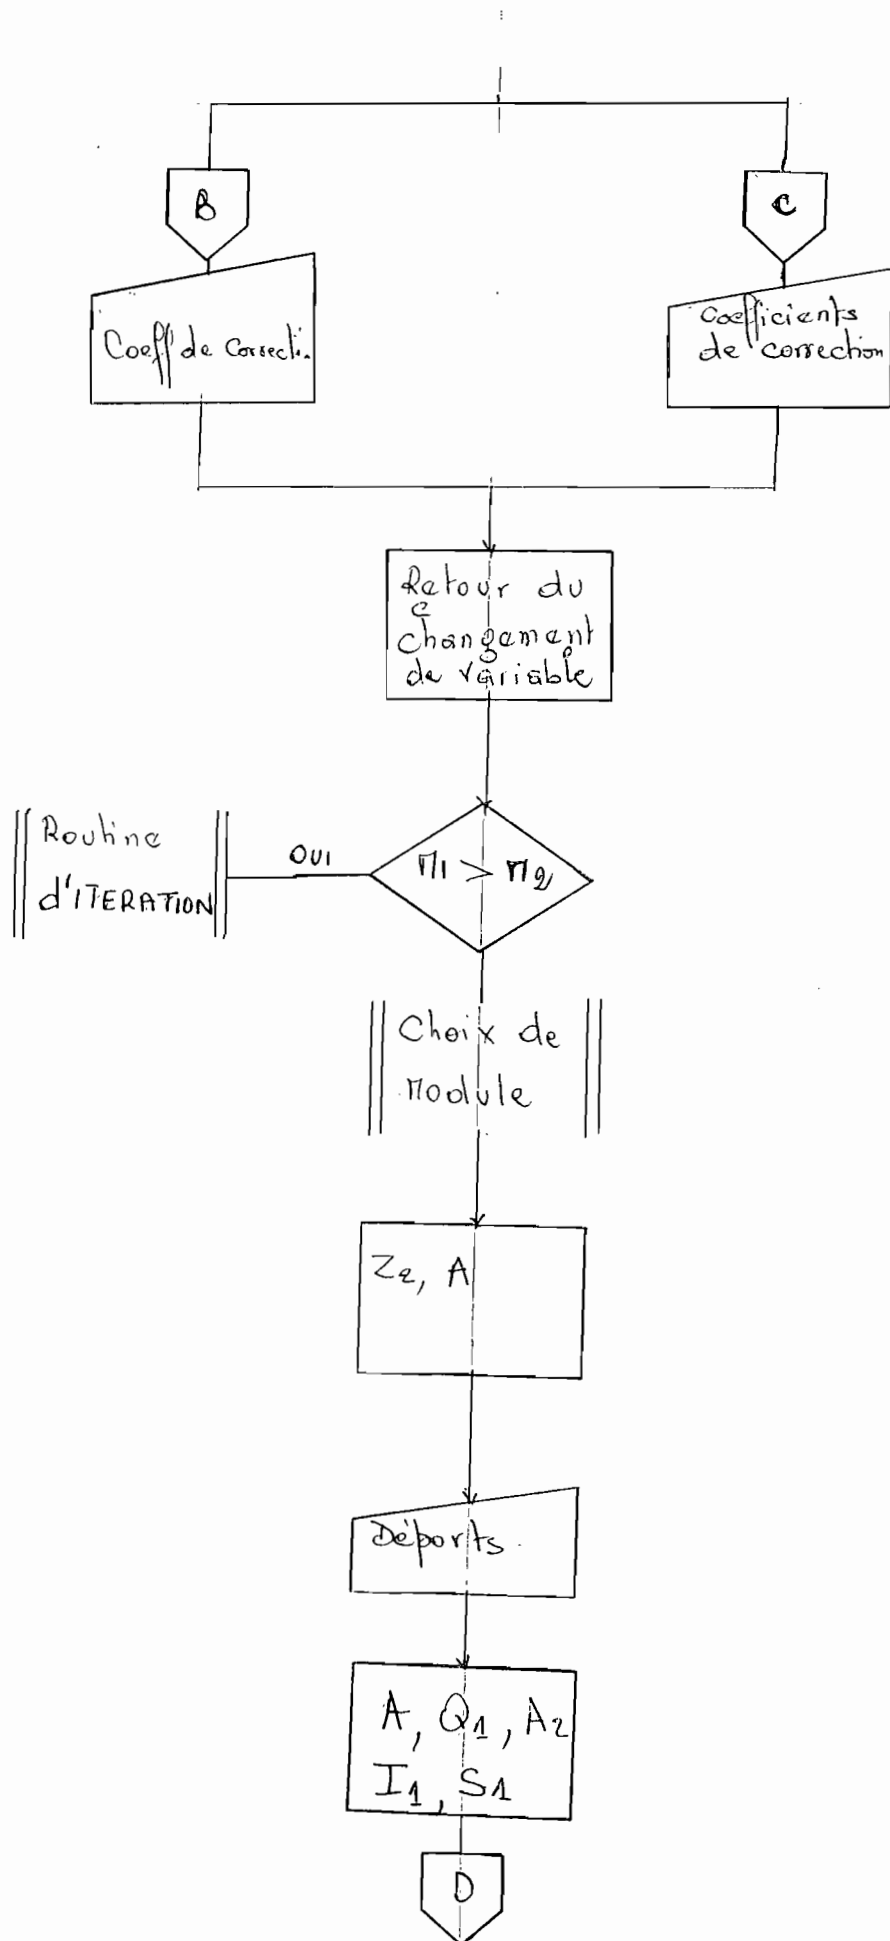 B
C
Coeff de Correcti.
Coefficients
de correction
Retour du
changement
de variable
OUI
M1 > M2
Routine
d'ITERATION
Choix de
Module
Z2, A
Déports.
A, Q1, A2
I1, S1
D